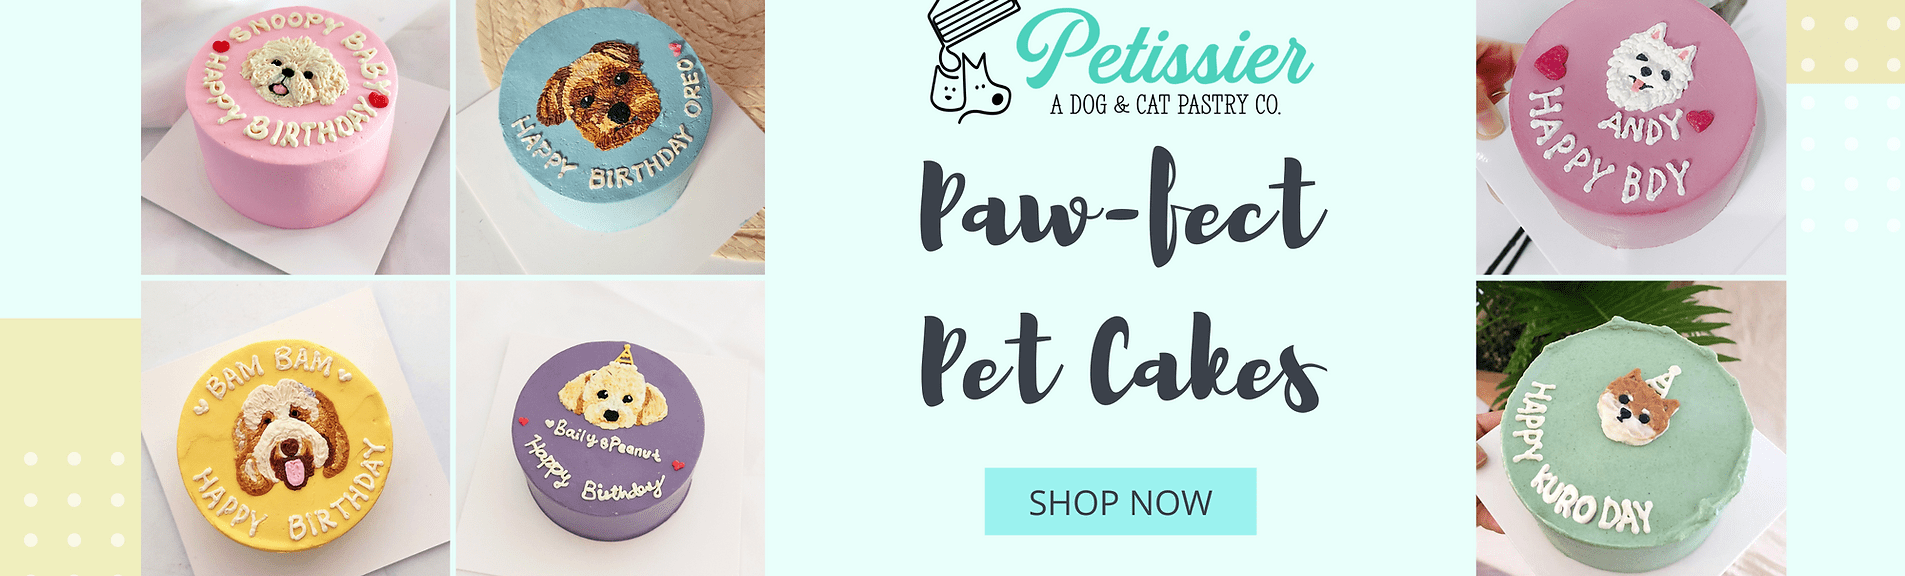 SNOOPY BABY
HAPPY BIRTHDAY
HAPPY BIRTHDAY OREO
BAM BAM
HAPPY BIRTHDAY
Baily & Peanut
Happy Birthday
Petissier
A DOG & CAT PASTRY CO.
Paw-fect
Pet Cakes
SHOP NOW
ANDY
HAPPY BDY
HAPPY
KURO DAY